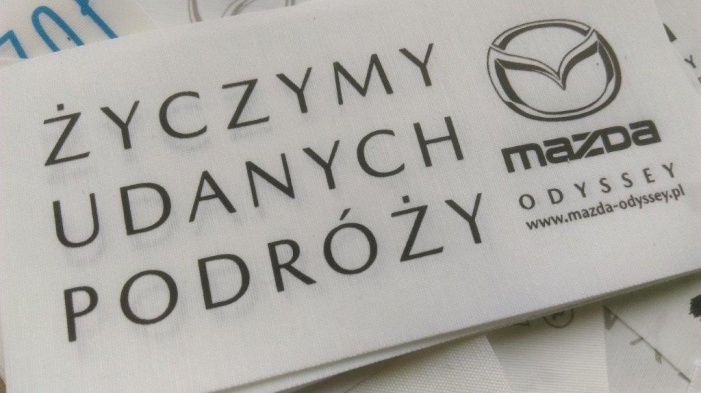 ŻYCZYMY
UDANYCH
PODRÓŻY
mazda
ODYSSEY
www.mazda-odyssey.pl